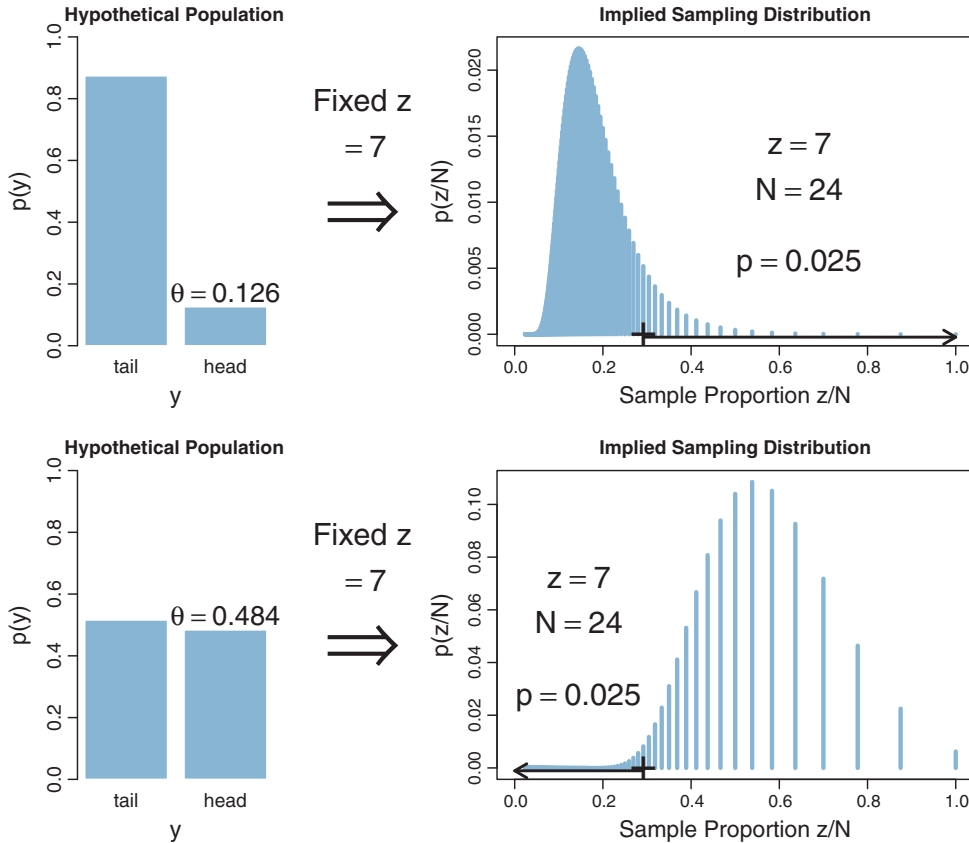 Hypothetical Population
p(y)
1.0
0.8
0.6
0.4
0.2
0.0
θ = 0.126
tail head
y
Fixed z
= 7
Implied Sampling Distribution
p(z/N)
0.020
0.015
0.010
0.005
0.000
z = 7
N = 24
p = 0.025
0.0 0.2 0.4 0.6 0.8 1.0
Sample Proportion z/N
Hypothetical Population
p(y)
1.0
0.8
0.6
0.4
0.2
0.0
θ = 0.484
tail head
y
Fixed z
= 7
Implied Sampling Distribution
p(z/N)
0.10
0.08
0.06
0.04
0.02
0.00
z = 7
N = 24
p = 0.025
0.0 0.2 0.4 0.6 0.8 1.0
Sample Proportion z/N